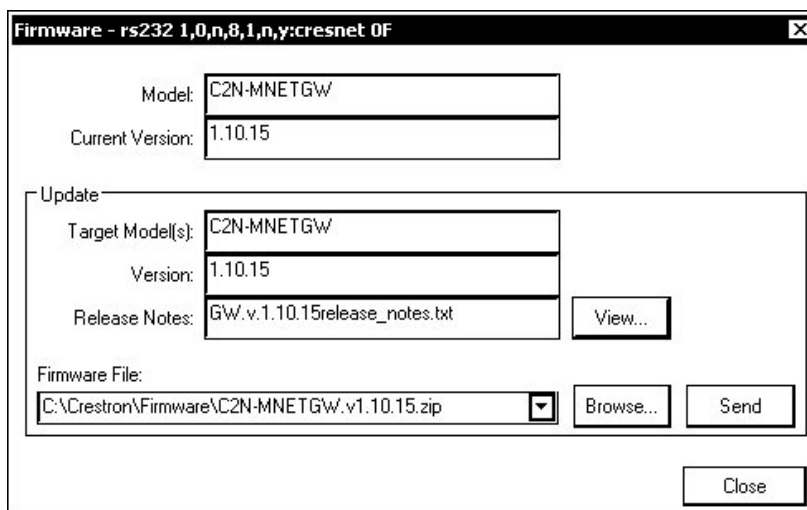 Firmware - rs232 1,0,n,8,1,n,y:cresnet 0F
Model: C2N-MNETGW
Current Version: 1.10.15
Update
Target Model(s): C2N-MNETGW
Version: 1.10.15
Release Notes: GW.v.1.10.15release_notes.txt View...
Firmware File:
C:\Crestron\Firmware\C2N-MNETGW.v1.10.15.zip Browse... Send
Close